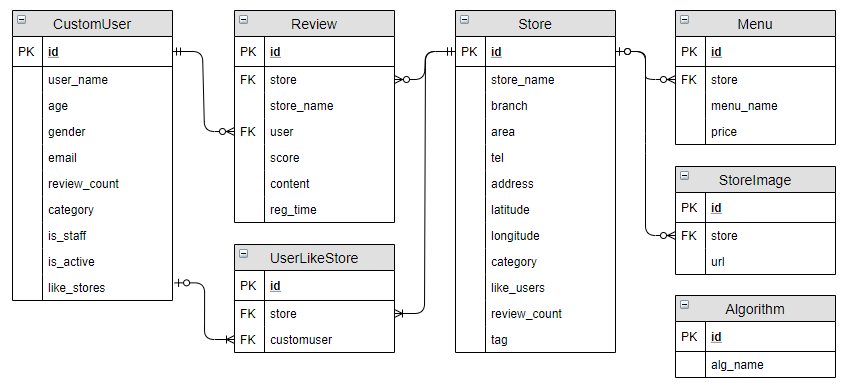 CustomUser
PK id
user_name
age
gender
email
review_count
category
is_staff
is_active
like_stores
Review
PK id
FK store
store_name
FK user
score
content
reg_time
UserLikeStore
PK id
FK store
FK customuser
Store
PK id
store_name
branch
area
tel
address
latitude
longitude
category
like_users
review_count
tag
Menu
PK id
FK store
menu_name
price
StoreImage
PK id
FK store
url
Algorithm
PK id
alg_name